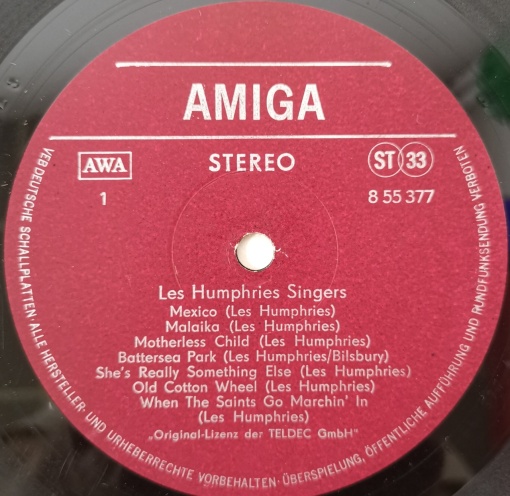 AMIGA
AWA
STEREO
ST 33
1
8 55 377
Les Humphries Singers
Mexico (Les Humphries)
Malaika (Les Humphries)
Motherless Child (Les Humphries)
Battersea Park (Les Humphries/Bilsbury)
She's Really Something Else (Les Humphries)
Old Cotton Wheel (Les Humphries)
When The Saints Go Marchin' In
(Les Humphries)
„Original-Lizenz der TELDEC GmbH"
VEB DEUTSCHE SCHALLPLATTEN · ALLE HERSTELLER- UND URHEBERRECHTE VORBEHALTEN · ÜBERSPIELUNG, ÖFFENTLICHE AUFFÜHRUNG UND RUNDFUNKSENDUNG VERBOTEN